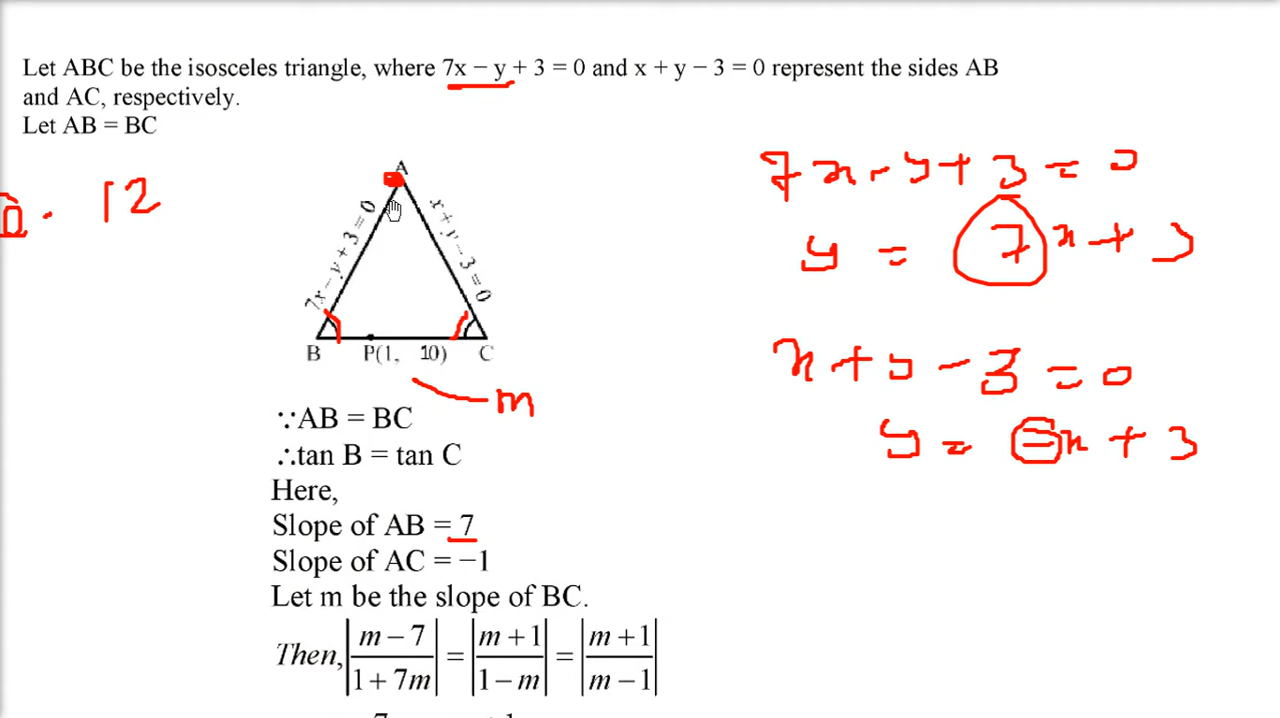 Let ABC be the isosceles triangle, where 7x − y + 3 = 0 and x + y − 3 = 0 represent the sides AB
and AC, respectively.
Let AB = BC
12
A
7x − y + 3 = 0
x + y − 3 = 0
B P(1, 10) C
m
∵AB = BC
∴tan B = tan C
Here,
Slope of AB = 7
Slope of AC = −1
Let m be the slope of BC.
Then, |m − 7 / 1 + 7m| = |m + 1 / 1 − m| = |m + 1 / m − 1|
7x - y + 3 = 0
y = 7x + 3
x + y - 3 = 0
y = -x + 3